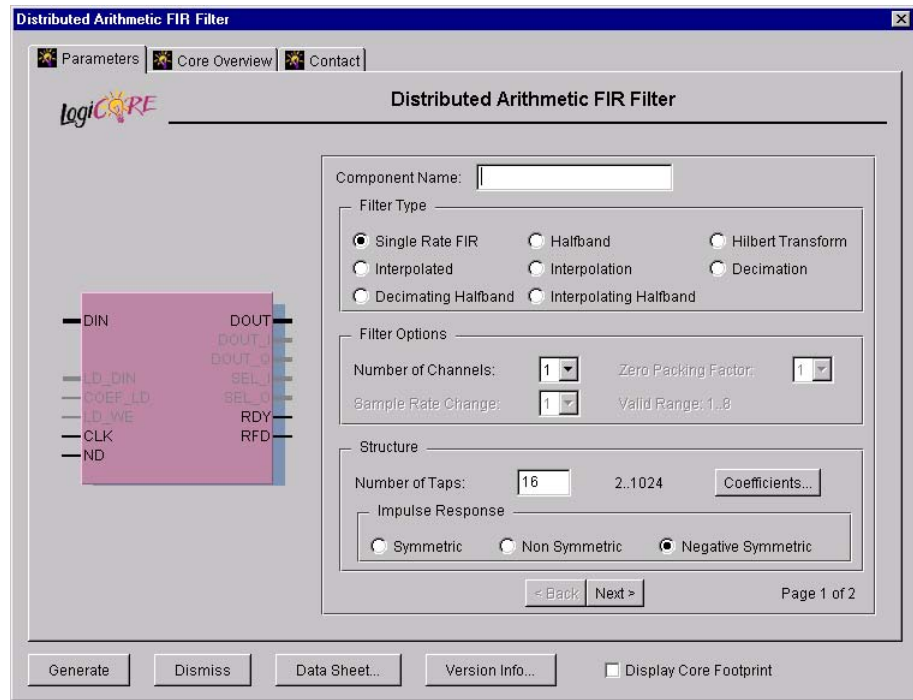 Distributed Arithmetic FIR Filter
Parameters Core Overview Contact
LogiCORE
Distributed Arithmetic FIR Filter
Component Name:
Filter Type
Single Rate FIR Halfband Hilbert Transform
Interpolated Interpolation Decimation
Decimating Halfband Interpolating Halfband
Filter Options
Number of Channels: 1 Zero Packing Factor: 1
Sample Rate Change: 1 Valid Range: 1..8
Structure
Number of Taps: 16 2..1024 Coefficients...
Impulse Response
Symmetric Non Symmetric Negative Symmetric
< Back Next > Page 1 of 2
DIN DOUT
DOUT_I
DOUT_Q
LD_DIN SEL_I
COEF_LD SEL_Q
LD_WE RDY
CLK RFD
ND
Generate Dismiss Data Sheet... Version Info... Display Core Footprint